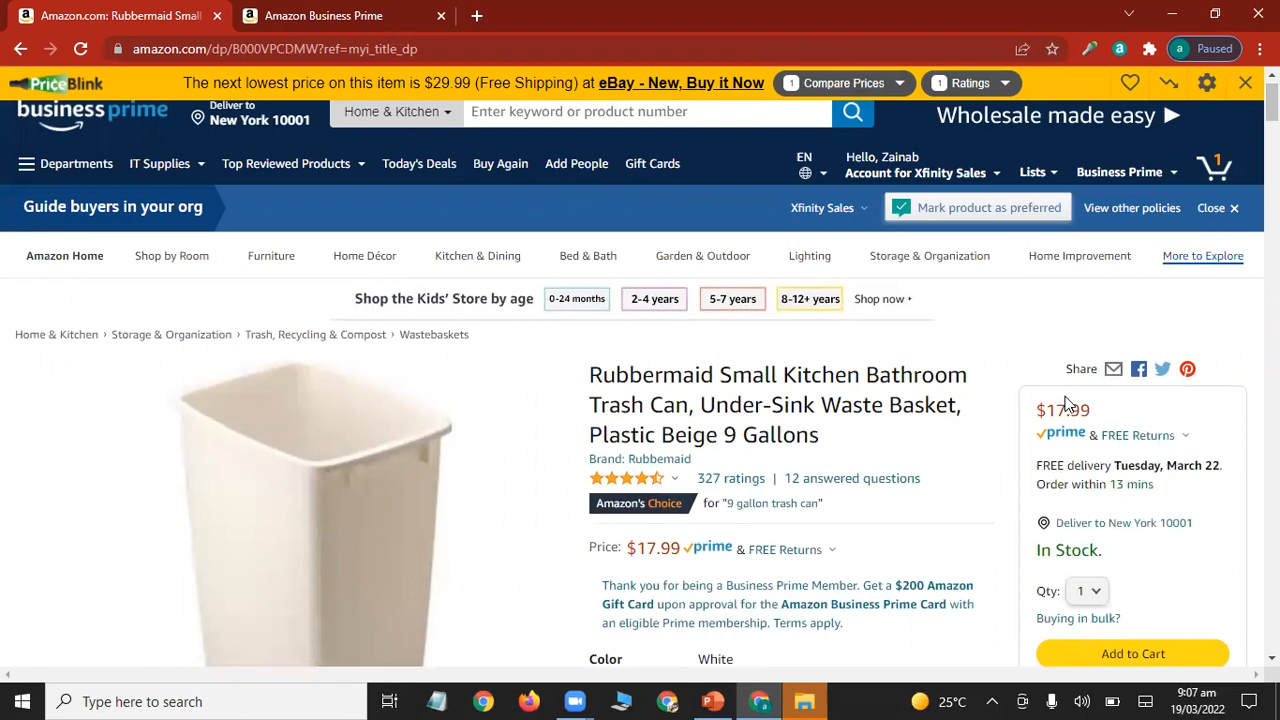 Amazon.com: Rubbermaid Small
Amazon Business Prime
amazon.com/dp/B000VPCDMW?ref=myi_title_dp
a Paused
PriceBlink
The next lowest price on this item is $29.99 (Free Shipping) at eBay - New, Buy it Now
1 Compare Prices
1 Ratings
business prime
Deliver to
New York 10001
Home & Kitchen
Enter keyword or product number
Wholesale made easy
Departments
IT Supplies
Top Reviewed Products
Today's Deals
Buy Again
Add People
Gift Cards
EN
Hello, Zainab
Account for Xfinity Sales
Lists
Business Prime
1
Guide buyers in your org
Xfinity Sales
Mark product as preferred
View other policies
Close
Amazon Home
Shop by Room
Furniture
Home Décor
Kitchen & Dining
Bed & Bath
Garden & Outdoor
Lighting
Storage & Organization
Home Improvement
More to Explore
Shop the Kids' Store by age
0-24 months
2-4 years
5-7 years
8-12+ years
Shop now
Home & Kitchen › Storage & Organization › Trash, Recycling & Compost › Wastebaskets
Rubbermaid Small Kitchen Bathroom
Trash Can, Under-Sink Waste Basket,
Plastic Beige 9 Gallons
Brand: Rubbemaid
327 ratings | 12 answered questions
Amazon's Choice for "9 gallon trash can"
Price: $17.99 prime & FREE Returns
Thank you for being a Business Prime Member. Get a $200 Amazon
Gift Card upon approval for the Amazon Business Prime Card with
an eligible Prime membership. Terms apply.
Color White
Share
$17.99
prime & FREE Returns
FREE delivery Tuesday, March 22.
Order within 13 mins
Deliver to New York 10001
In Stock.
Qty: 1
Buying in bulk?
Add to Cart
Type here to search
25°C
9:07 am
19/03/2022